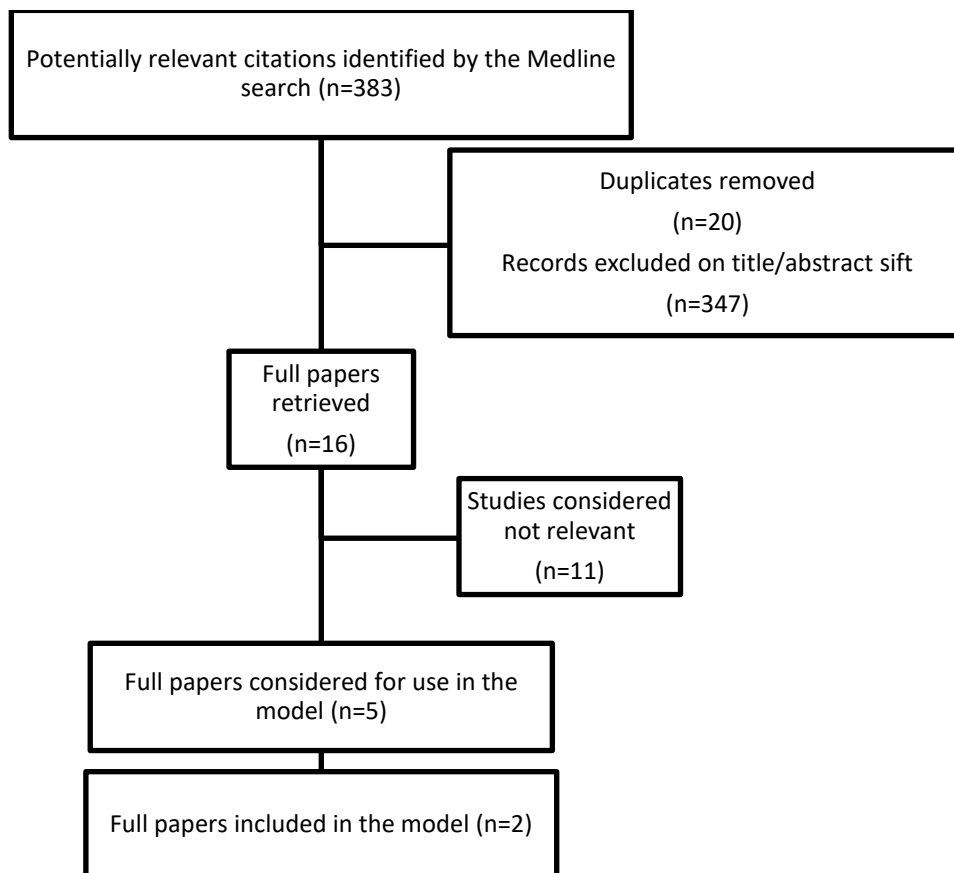 Potentially relevant citations identified by the Medline
search (n=383)
Duplicates removed
(n=20)
Records excluded on title/abstract sift
(n=347)
Full papers
retrieved
(n=16)
Studies considered
not relevant
(n=11)
Full papers considered for use in the
model (n=5)
Full papers included in the model (n=2)